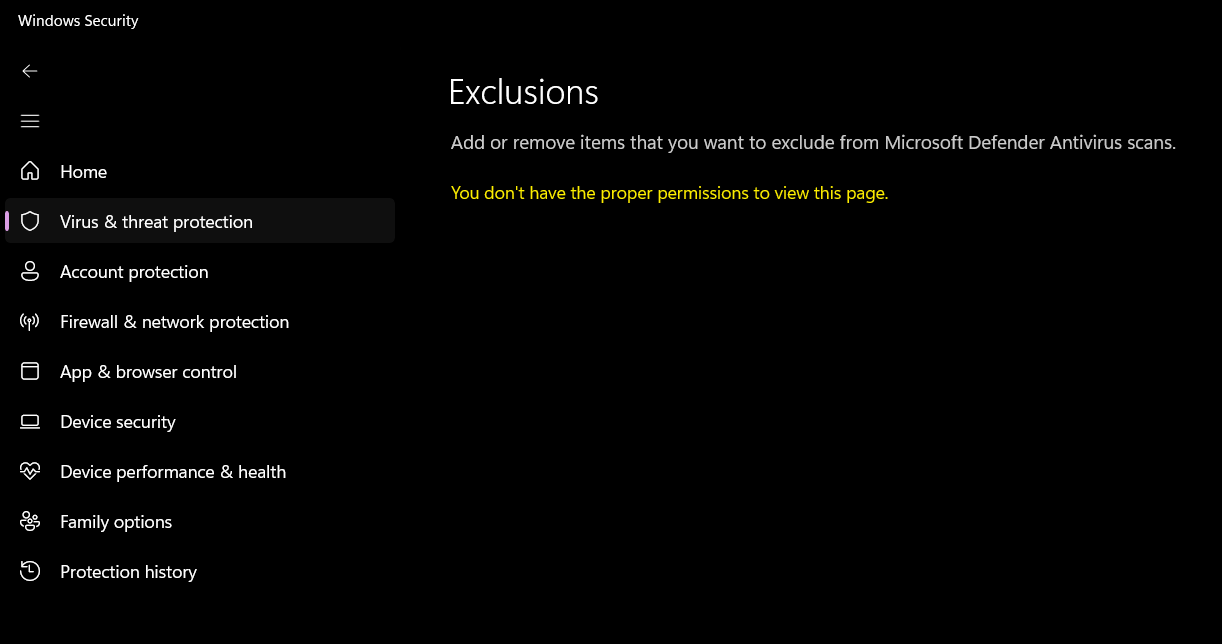 Windows Security
Home
Virus & threat protection
Account protection
Firewall & network protection
App & browser control
Device security
Device performance & health
Family options
Protection history
Exclusions
Add or remove items that you want to exclude from Microsoft Defender Antivirus scans.
You don't have the proper permissions to view this page.